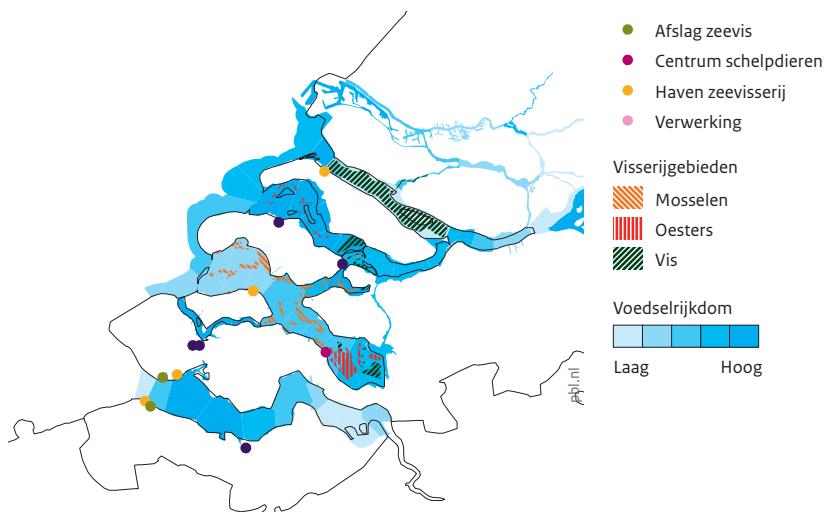 Afslag zeevis
Centrum schelpdieren
Haven zeevisserij
Verwerking
Visserijgebieden
Mosselen
Oesters
Vis
Voedselrijkdom
Laag Hoog
pbl.nl